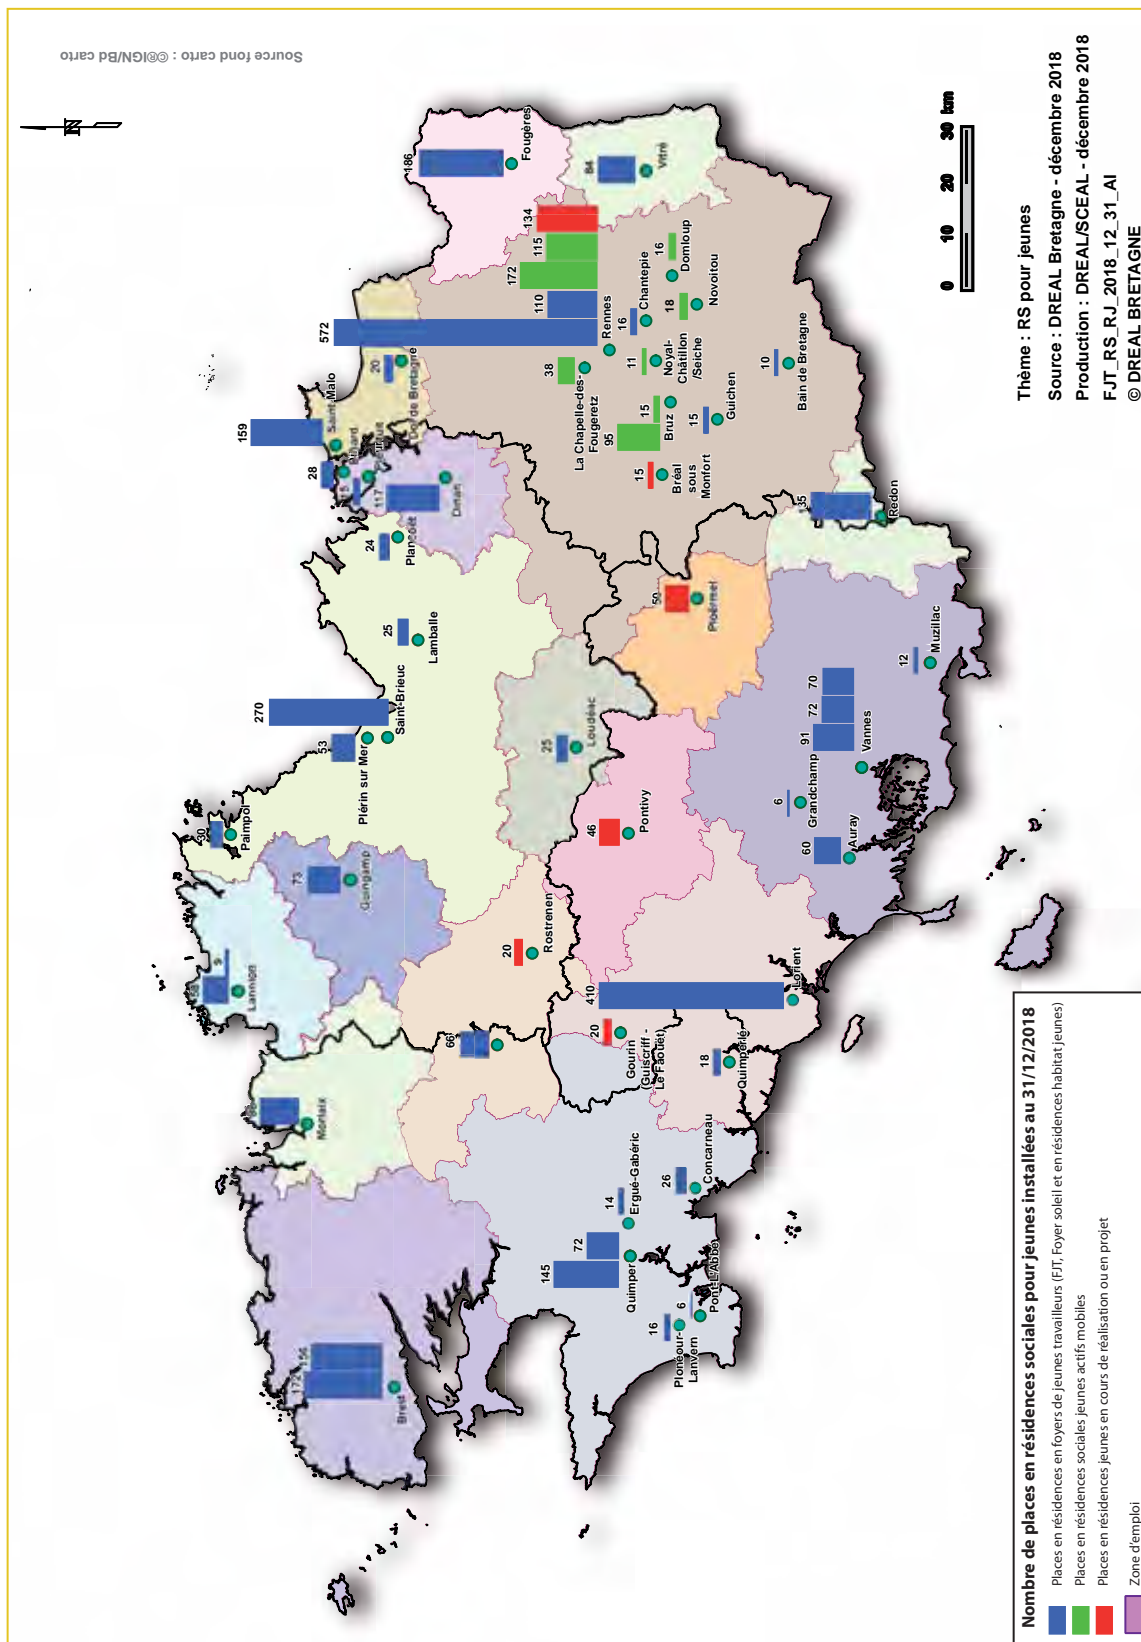 Source fond carto : ©®IGN/Bd carto
N
186
Fougères
84
Vitré
134
115
172
110
572
Rennes
16
Domloup
Chantepie
16
18
Novoitou
11
Noyal-
Châtillon
/Seiche
38
La Chapelle-des-
Fougeretz
15
95
Bruz
15
Guichen
15
Bréal
sous
Monfort
10
Bain de Bretagne
135
Redon
20
Dol de Bretagne
159
Saint-Malo
28
Dinard
15
117
Dinan
24
Plancoët
25
Lamballe
270
Saint-Brieuc
53
Plérin sur Mer
30
Paimpol
73
Guingamp
9
Lannion
25
Loudéac
50
Ploërmel
46
Pontivy
20
Rostrenen
12
Muzillac
70
72
91
Vannes
6
Grandchamp
60
Auray
410
Lorient
20
Gourin
(Guiscriff -
Le Faouët)
18
Quimperlé
66
Morlaix
26
Concarneau
14
Ergué-Gabéric
72
145
Quimper
6
Pont-L'Abbé
16
Plonéour-
Lanvern
156
172
Brest
0 10 20 30 km
Thème : RS pour jeunes
Source : DREAL Bretagne - décembre 2018
Production : DREAL/SCEAL - décembre 2018
FJT_RS_RJ_2018_12_31_AI
© DREAL BRETAGNE
Nombre de places en résidences sociales pour jeunes installées au 31/12/2018
Places en résidences en foyers de jeunes travailleurs (FJT, Foyer soleil et en résidences habitat jeunes)
Places en résidences sociales jeunes actifs mobiles
Places en résidences jeunes en cours de réalisation ou en projet
Zone d'emploi